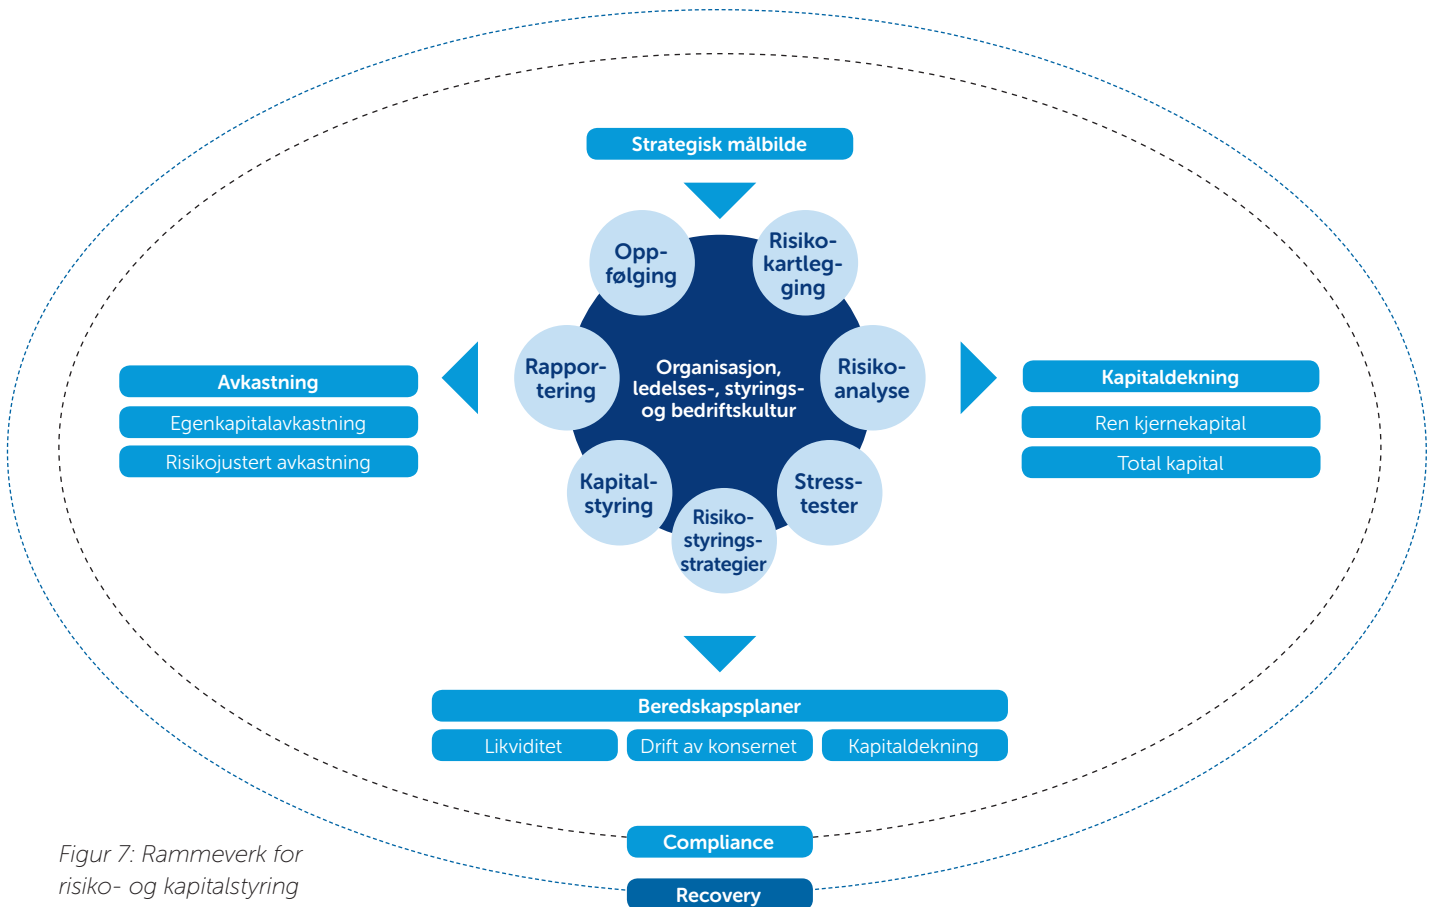 Strategisk målbilde
Opp-
følging
Risiko-
kartleg-
ging
Rappor-
tering
Organisasjon,
ledelses-, styrings-
og bedriftskultur
Risiko-
analyse
Kapital-
styring
Risiko-
styrings-
strategier
Stress-
tester
Avkastning
Egenkapitalavkastning
Risikojustert avkastning
Kapitaldekning
Ren kjernekapital
Total kapital
Beredskapsplaner
Likviditet
Drift av konsernet
Kapitaldekning
Compliance
Recovery
Figur 7: Rammeverk for
risiko- og kapitalstyring